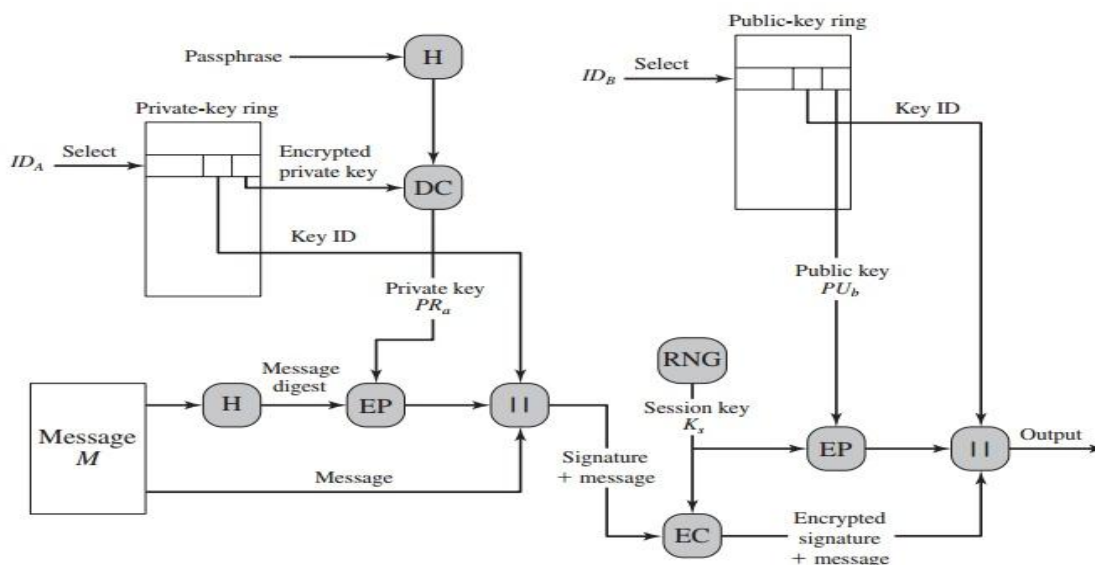 Public-key ring
Passphrase
H
ID_B
Select
Private-key ring
Key ID
ID_A
Select
Encrypted
private key
DC
Key ID
Public key
PU_b
Private key
PR_a
RNG
Message
digest
Session key
K_s
H
EP
||
Message
M
EP
||
Output
Message
Signature
+ message
EC
Encrypted
signature
+ message